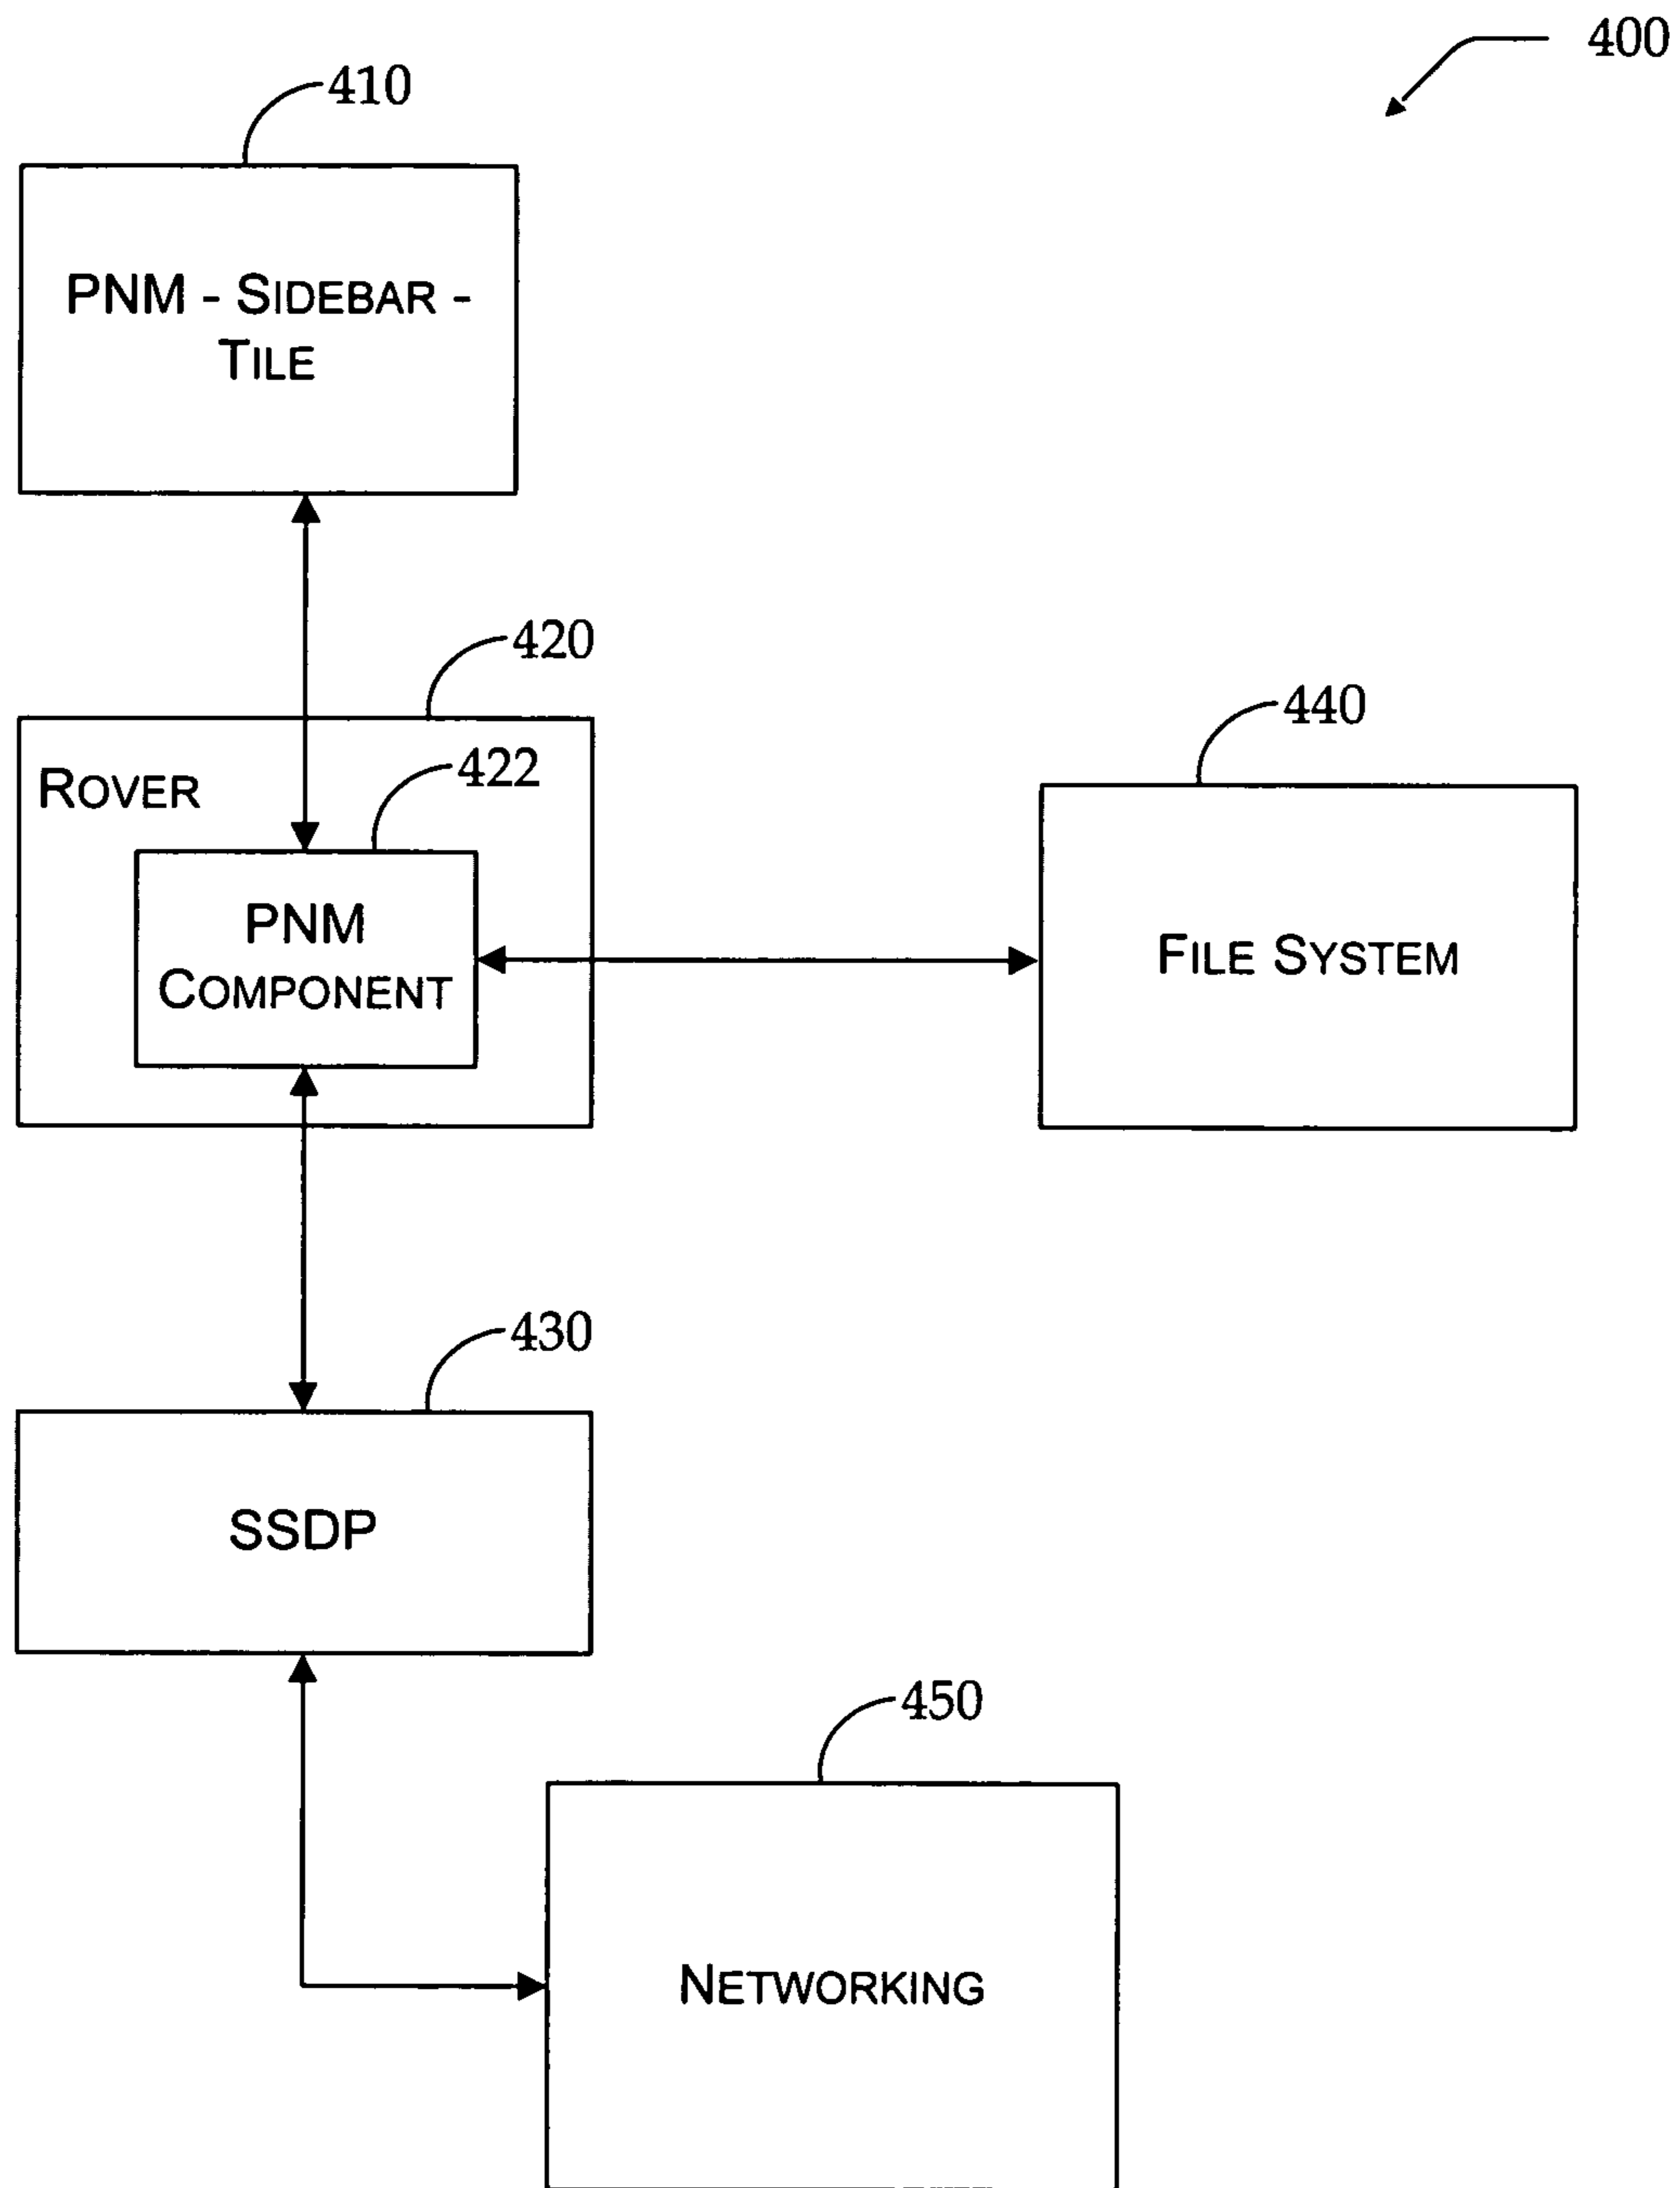 400
410
PNM - SIDEBAR -
TILE
420
440
ROVER
422
PNM
COMPONENT
FILE SYSTEM
430
SSDP
450
NETWORKING